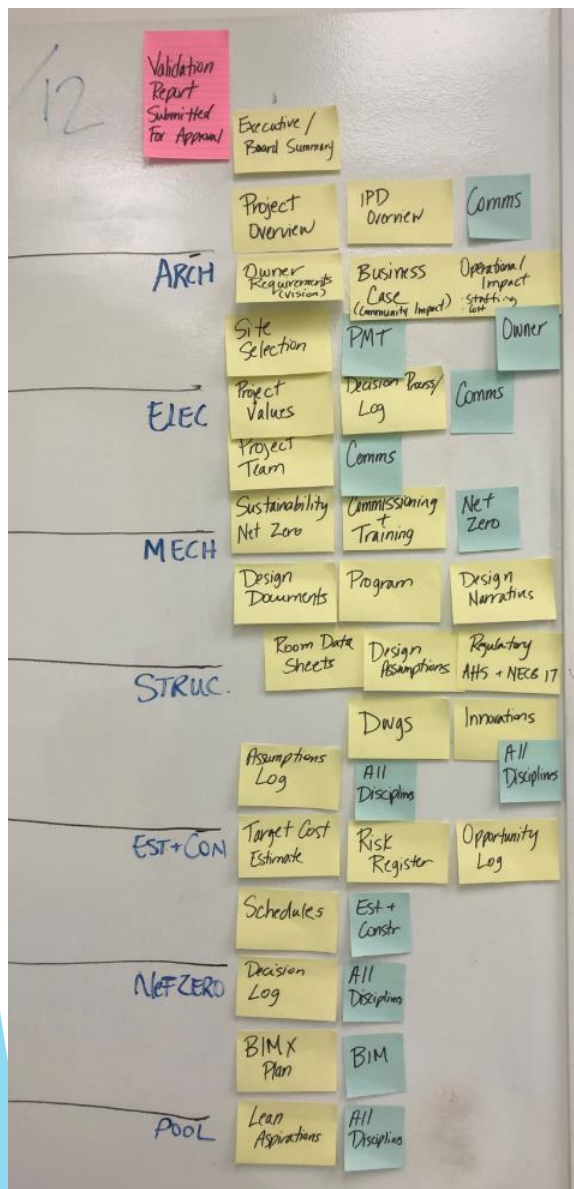 /12
Validation
Report
Submitted
For Approval
Executive/
Board Summary
Project
Overview
IPD
Overview
Comms
ARCH
Owner
Requirements
(Vision)
Business
Case
(Community Impact)
Operational
Impact
· Staffing
Cost
Site
Selection
PMT
Owner
ELEC
Project
Values
Decision Process/
Log
Comms
Project
Team
Comms
Sustainability
Net Zero
Commissioning
+
Training
Net
Zero
MECH
Design
Documents
Program
Design
Narratives
Room Data
Sheets
Design
Assumptions
Regulatory
AHS + NECB 17
STRUC.
Dwgs
Innovations
Assumptions
Log
All
Disciplines
All
Disciplines
EST+CON
Target Cost
Estimate
Risk
Register
Opportunity
Log
Schedules
Est +
Constr
NET ZERO
Decision
Log
All
Disciplines
BIM x
Plan
BIM
POOL
Lean
Aspirations
All
Disciplines